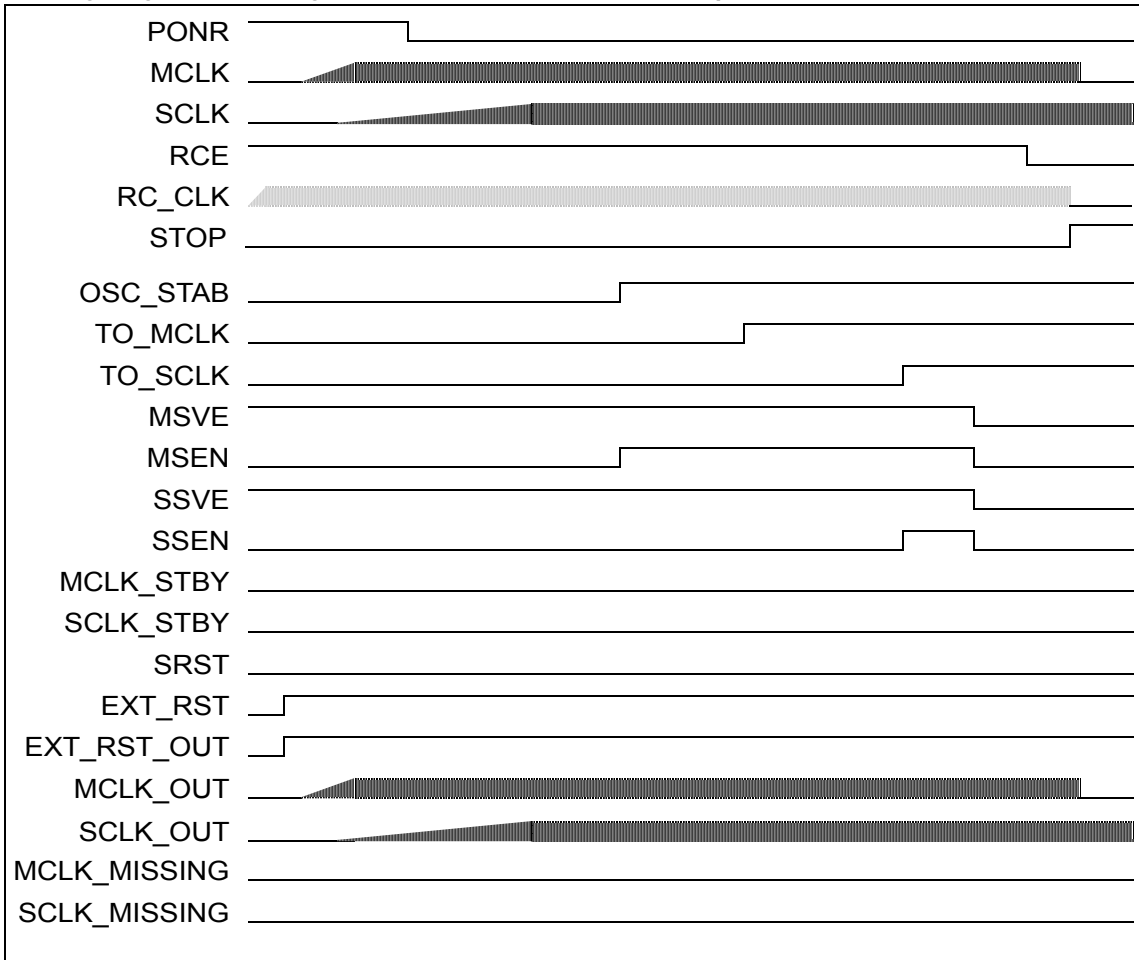 PONR
MCLK
SCLK
RCE
RC_CLK
STOP
OSC_STAB
TO_MCLK
TO_SCLK
MSVE
MSEN
SSVE
SSEN
MCLK_STBY
SCLK_STBY
SRST
EXT_RST
EXT_RST_OUT
MCLK_OUT
SCLK_OUT
MCLK_MISSING
SCLK_MISSING